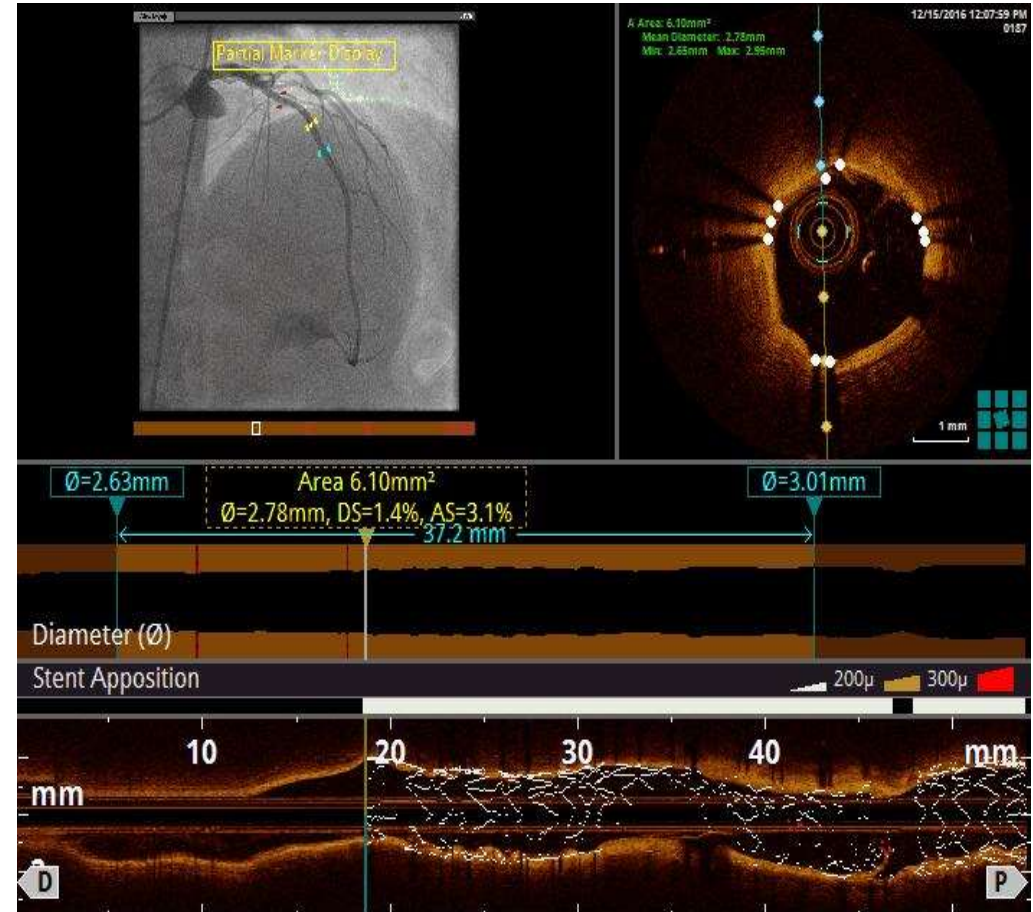 Partial Marker Display
A Area: 6.10mm²
Mean Diameter: 2.78mm
Min: 2.65mm Max: 2.95mm
12/15/2016 12:07:59 PM
0187
1 mm
Ø=2.63mm
Area 6.10mm²
Ø=2.78mm, DS=1.4%, AS=3.1%
Ø=3.01mm
37.2 mm
Diameter (Ø)
Stent Apposition
200µ
300µ
10
20
30
40
mm
mm
D
P